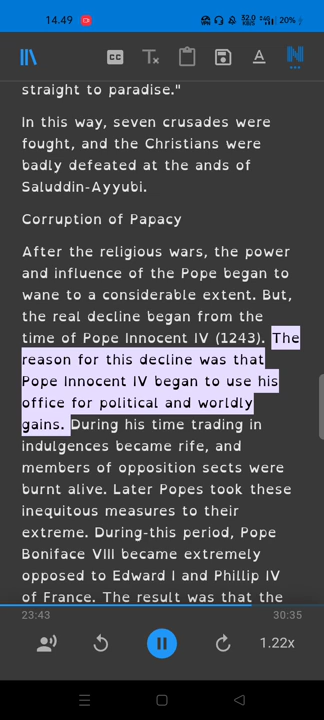 14.49
32.0
KB/s
20%
CC
straight to paradise."
In this way, seven crusades were
fought, and the Christians were
badly defeated at the ands of
Saluddin-Ayyubi.
Corruption of Papacy
After the religious wars, the power
and influence of the Pope began to
wane to a considerable extent. But,
the real decline began from the
time of Pope Innocent IV (1243). The
reason for this decline was that
Pope Innocent IV began to use his
office for political and worldly
gains. During his time trading in
indulgences became rife, and
members of opposition sects were
burnt alive. Later Popes took these
inequitous measures to their
extreme. During-this period, Pope
Boniface VIII became extremely
opposed to Edward I and Phillip IV
of France. The result was that the
23:43 30:35
1.22x